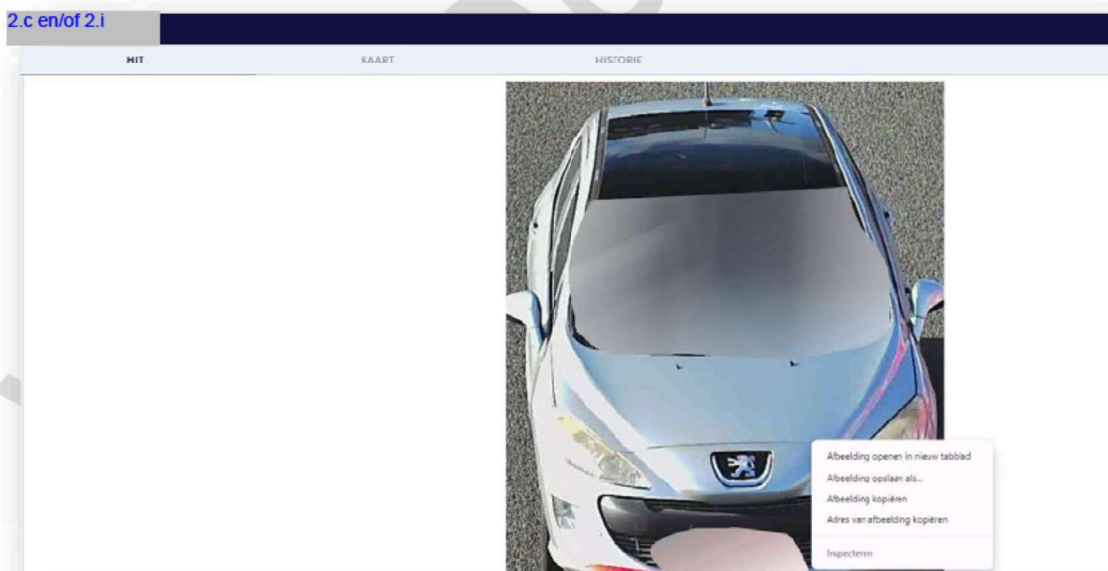 2.c en/of 2.i
HIT
KAART
HISTORIE
Afbeelding openen in nieuw tabblad
Afbeelding opslaan als...
Afbeelding kopiëren
Adres van afbeelding kopiëren
Inspecteren